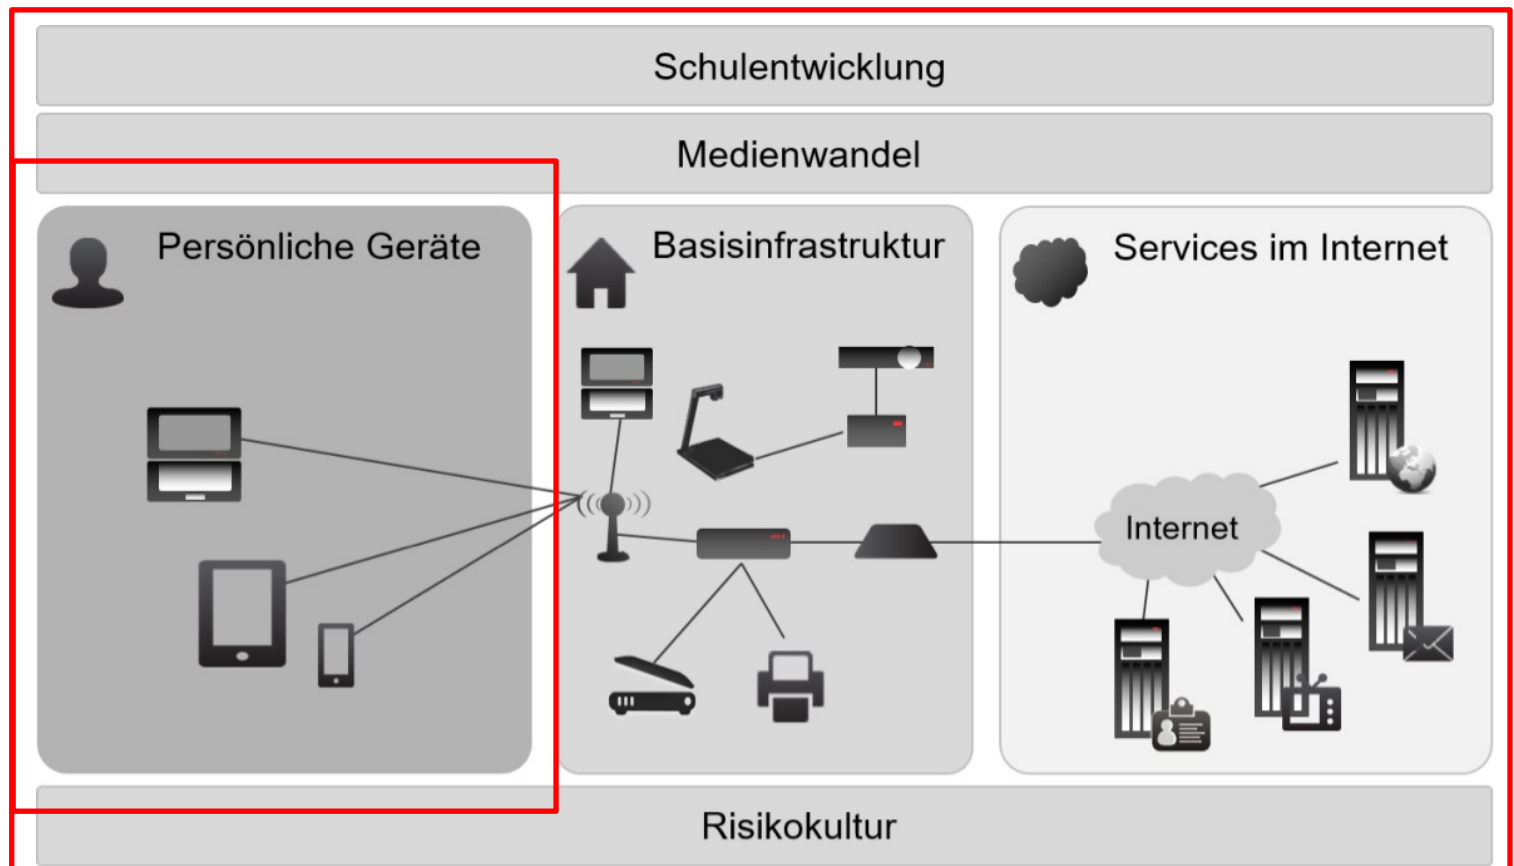 Schulentwicklung
Medienwandel
Persönliche Geräte
Basisinfrastruktur
Services im Internet
Internet
Risikokultur